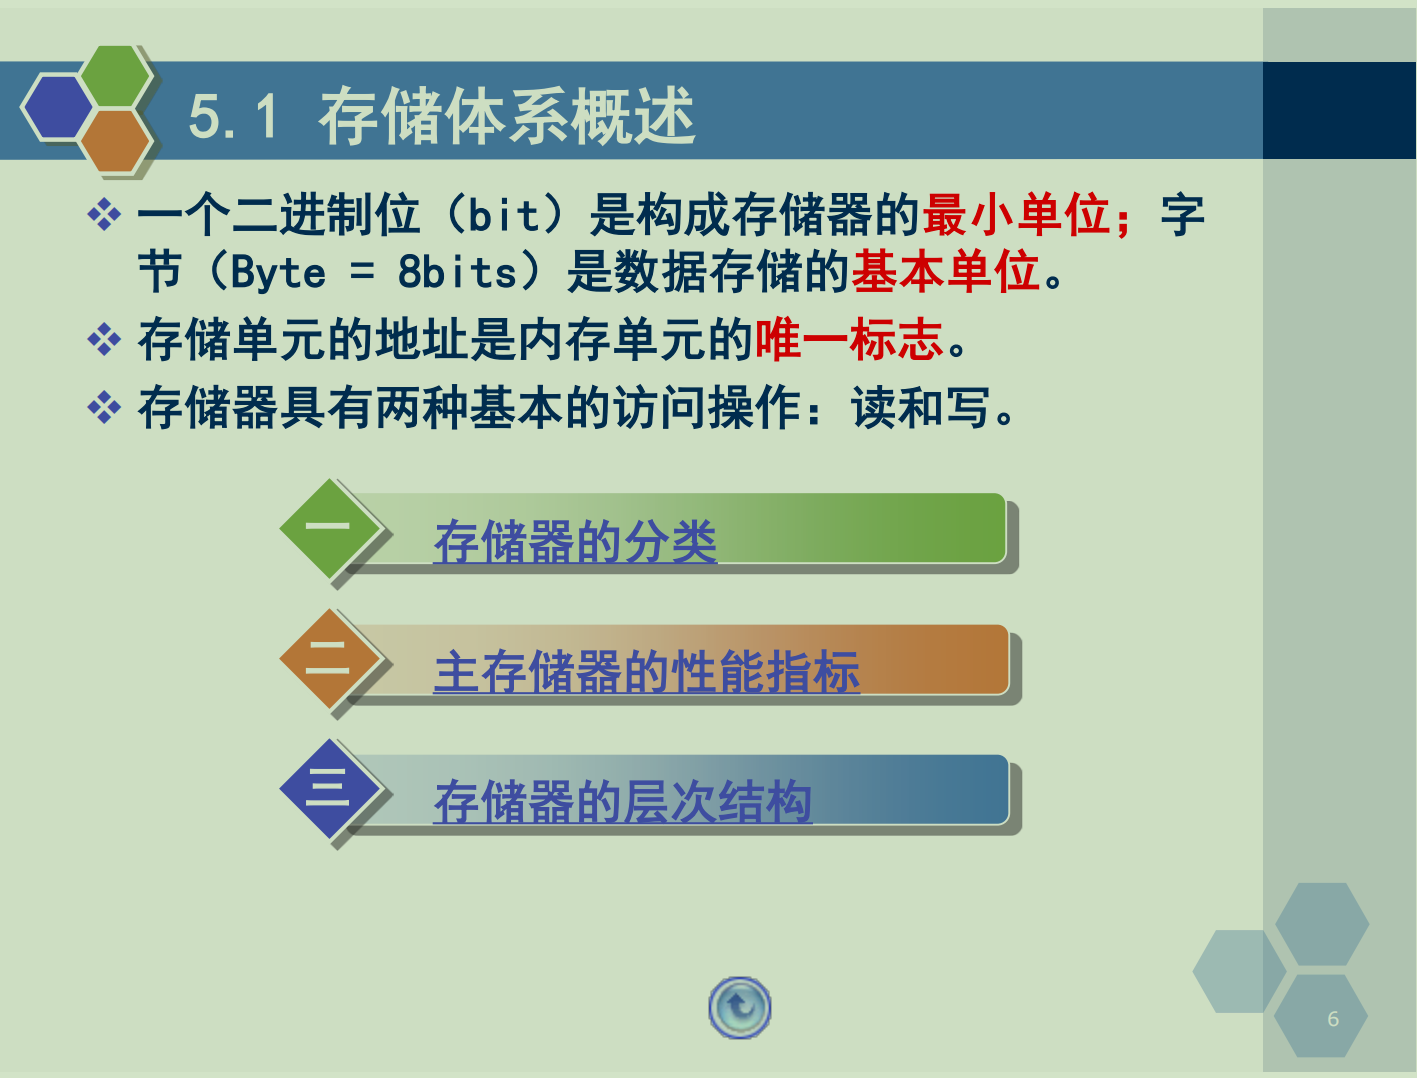 5.1 存储体系概述
一个二进制位（bit）是构成存储器的最小单位；字
节（Byte = 8bits）是数据存储的基本单位。
存储单元的地址是内存单元的唯一标志。
存储器具有两种基本的访问操作：读和写。
一 存储器的分类
二 主存储器的性能指标
三 存储器的层次结构
6